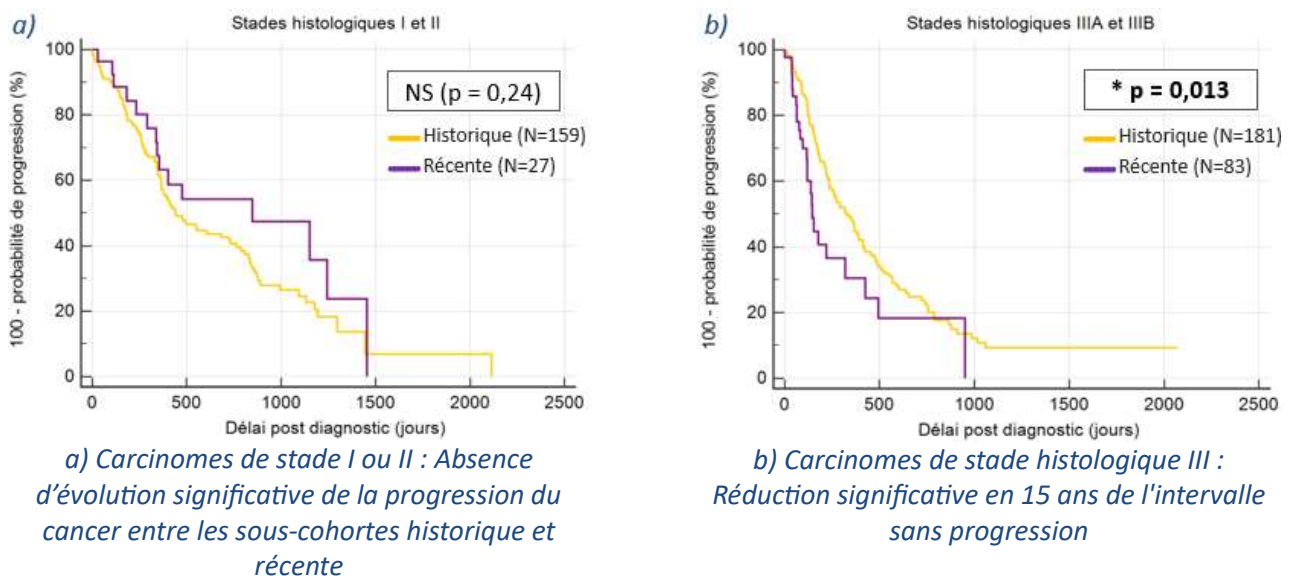 a)
Stades histologiques I et II
100 - probabilité de progression (%)
100
80
60
40
20
0
NS (p = 0,24)
Historique (N=159)
Récente (N=27)
0 500 1000 1500 2000 2500
Délai post diagnostic (jours)
a) Carcinomes de stade I ou II : Absence
d'évolution significative de la progression du
cancer entre les sous-cohortes historique et
récente
b)
Stades histologiques IIIA et IIIB
100 - probabilité de progression (%)
100
80
60
40
20
0
* p = 0,013
Historique (N=181)
Récente (N=83)
0 500 1000 1500 2000 2500
Délai post diagnostic (jours)
b) Carcinomes de stade histologique III :
Réduction significative en 15 ans de l'intervalle
sans progression